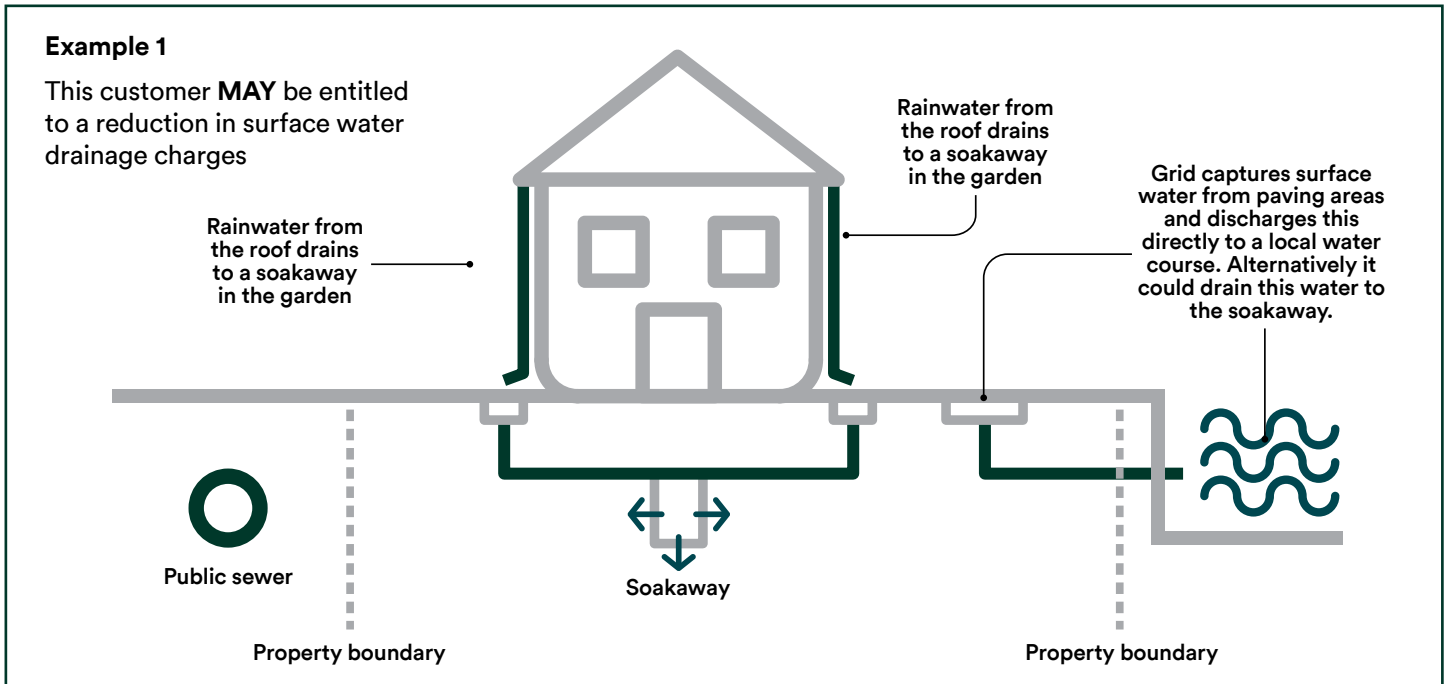 Example 1
This customer MAY be entitled
to a reduction in surface water
drainage charges
Rainwater from
the roof drains
to a soakaway
in the garden
Rainwater from
the roof drains
to a soakaway
in the garden
Grid captures surface
water from paving areas
and discharges this
directly to a local water
course. Alternatively it
could drain this water to
the soakaway.
Public sewer
Soakaway
Property boundary
Property boundary